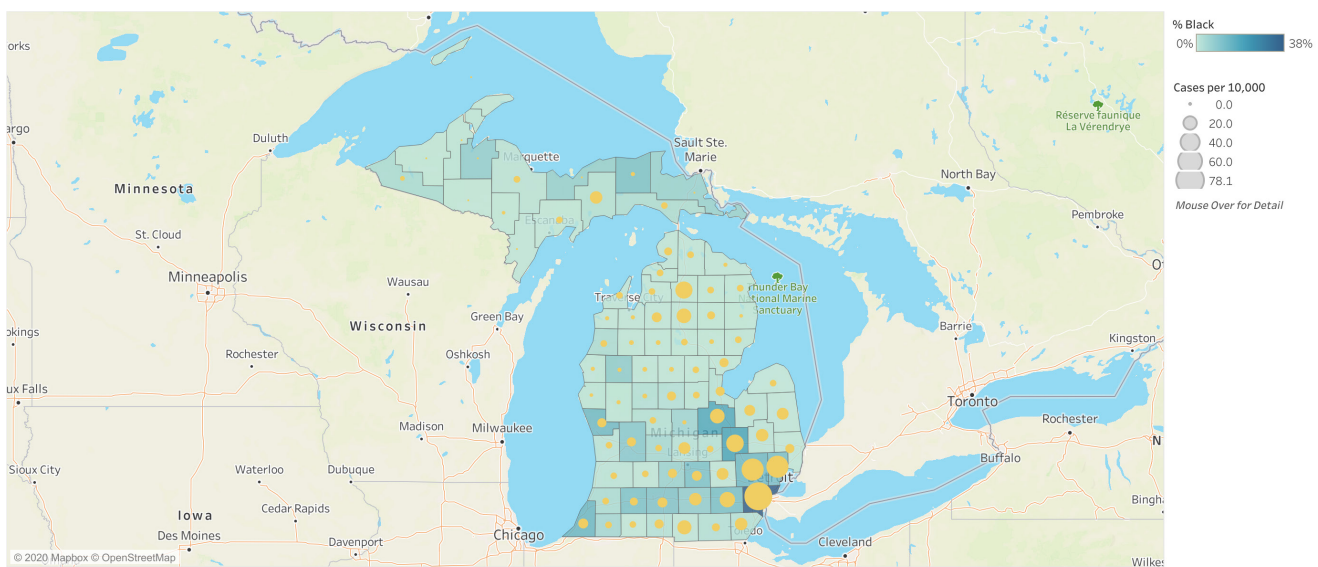 orks
argo
Duluth
Marquette
Sault Ste.
Marie
Réserve faunique
La Vérendrye
North Bay
Pembroke
Minnesota
St. Cloud
Escanaba
Minneapolis
Wausau
Traverse City
Thunder Bay
National Marine
Sanctuary
Green Bay
Wisconsin
Barrie
Kingston
okings
Rochester
Oshkosh
ux Falls
Toronto
Rochester
Madison
Milwaukee
Michigan
Lansing
N
Sioux City
Waterloo
Dubuque
oit
Buffalo
Bingh
Iowa
Cedar Rapids
Des Moines
Chicago
Toledo
Cleveland
Davenport
Wilkes
© 2020 Mapbox © OpenStreetMap
% Black
0% 38%
Cases per 10,000
0.0
20.0
40.0
60.0
78.1
Mouse Over for Detail